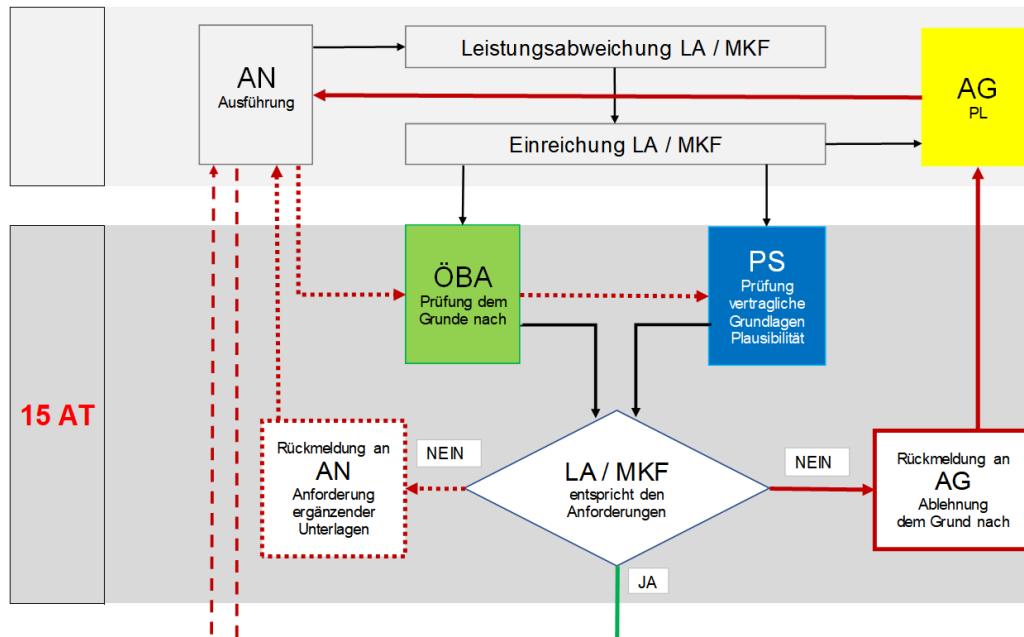 Leistungsabweichung LA / MKF
AN
Ausführung
AG
PL
Einreichung LA / MKF
ÖBA
Prüfung dem
Grunde nach
PS
Prüfung
vertragliche
Grundlagen
Plausibilität
15 AT
Rückmeldung an
AN
Anforderung
ergänzender
Unterlagen
NEIN
LA / MKF
entspricht den
Anforderungen
NEIN
Rückmeldung an
AG
Ablehnung
dem Grund nach
JA